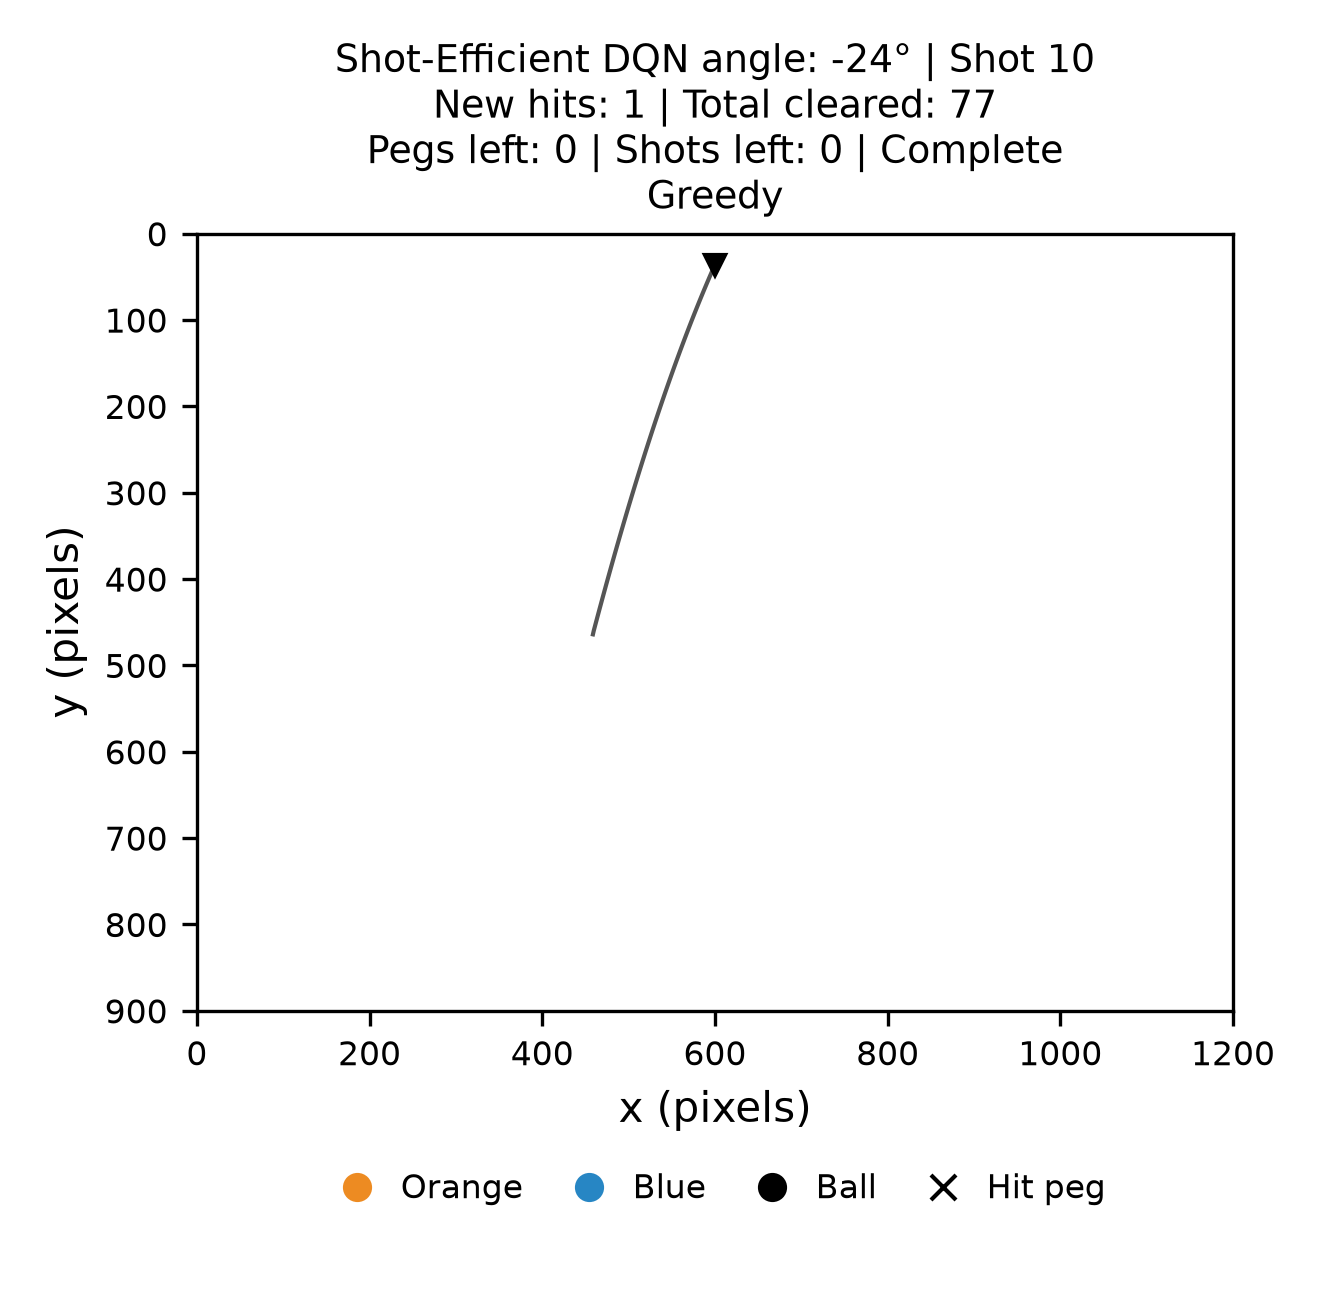 Shot-Efficient DQN angle: -24° | Shot 10
New hits: 1 | Total cleared: 77
Pegs left: 0 | Shots left: 0 | Complete
Greedy
0
100
200
300
400
500
600
700
800
900
y (pixels)
0 200 400 600 800 1000 1200
x (pixels)
Orange Blue Ball Hit peg